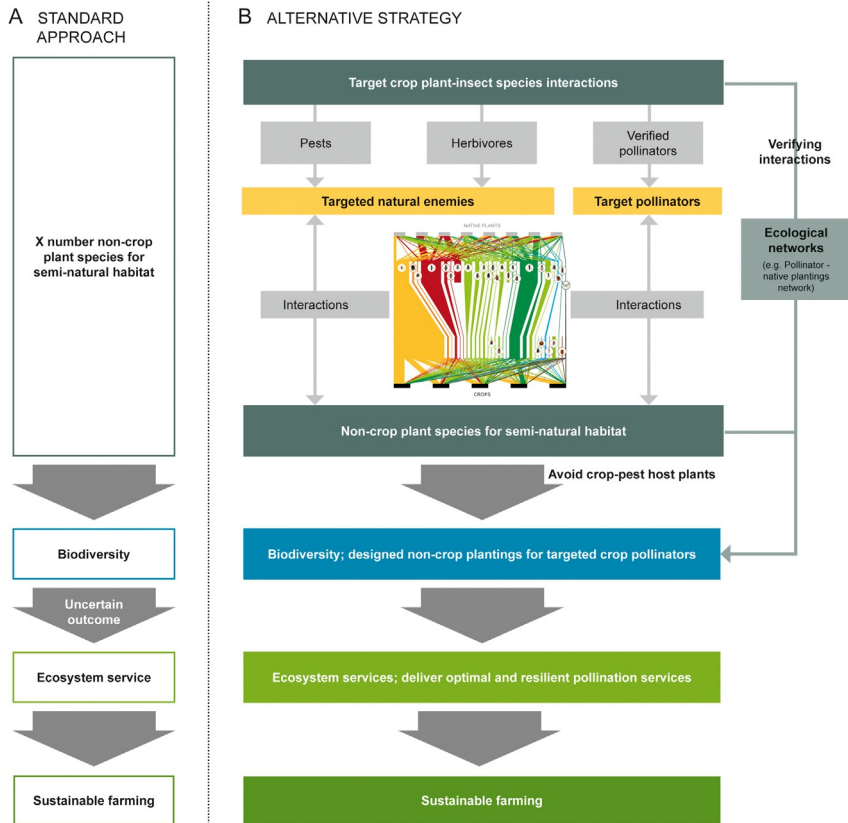 A STANDARD
APPROACH
X number non-crop
plant species for
semi-natural habitat
Biodiversity
Uncertain
outcome
Ecosystem service
Sustainable farming
B ALTERNATIVE STRATEGY
Target crop plant-insect species interactions
Pests
Herbivores
Verified
pollinators
Targeted natural enemies
Target pollinators
NATIVE PLANTS
Interactions
Interactions
CROPS
Non-crop plant species for semi-natural habitat
Avoid crop-pest host plants
Verifying
interactions
Ecological
networks
(e.g. Pollinator -
native plantings
network)
Biodiversity; designed non-crop plantings for targeted crop pollinators
Ecosystem services; deliver optimal and resilient pollination services
Sustainable farming